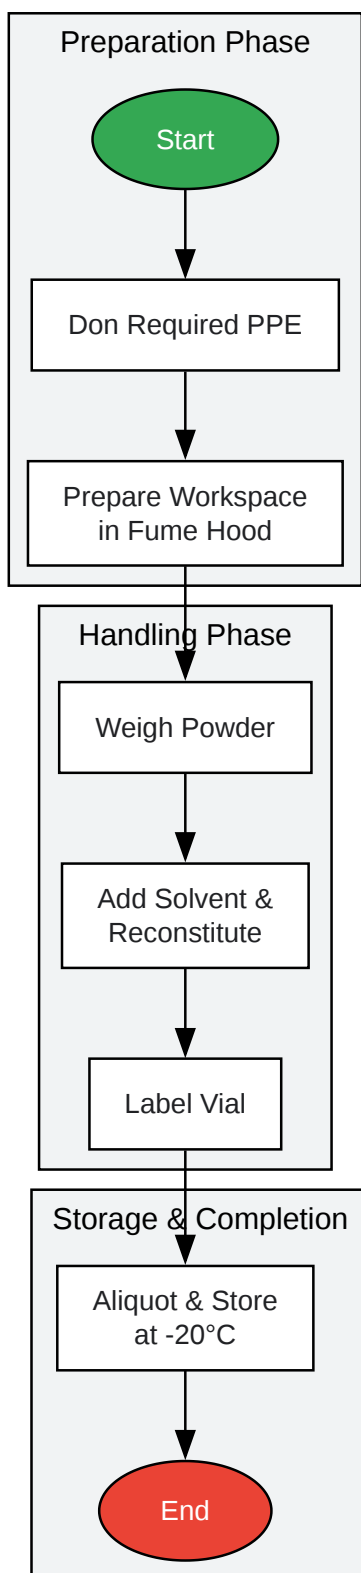 Preparation Phase
Start
Don Required PPE
Prepare Workspace
in Fume Hood
Handling Phase
Weigh Powder
Add Solvent &
Reconstitute
Label Vial
Storage & Completion
Aliquot & Store
at -20°C
End